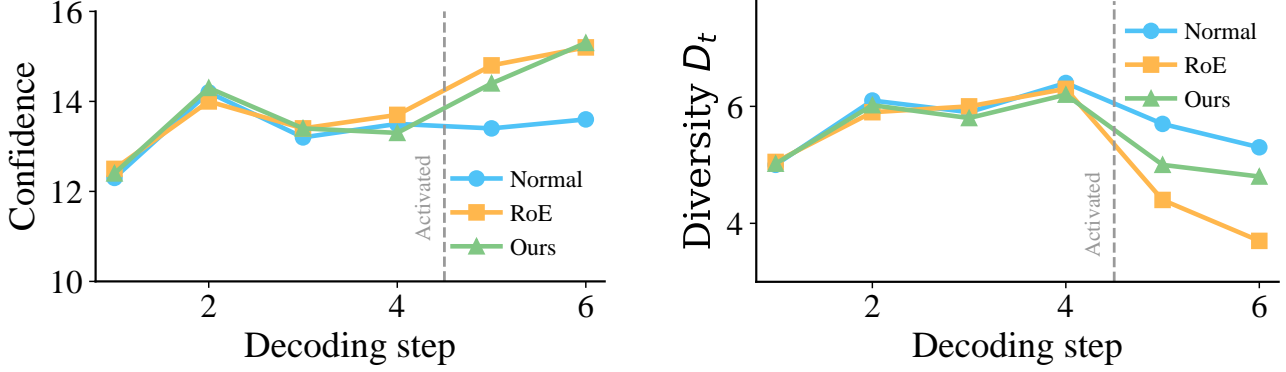 16
14
12
10
Confidence
Activated
Normal
RoE
Ours
2
4
6
Decoding step
6
4
Diversity D_t
Activated
Normal
RoE
Ours
2
4
6
Decoding step